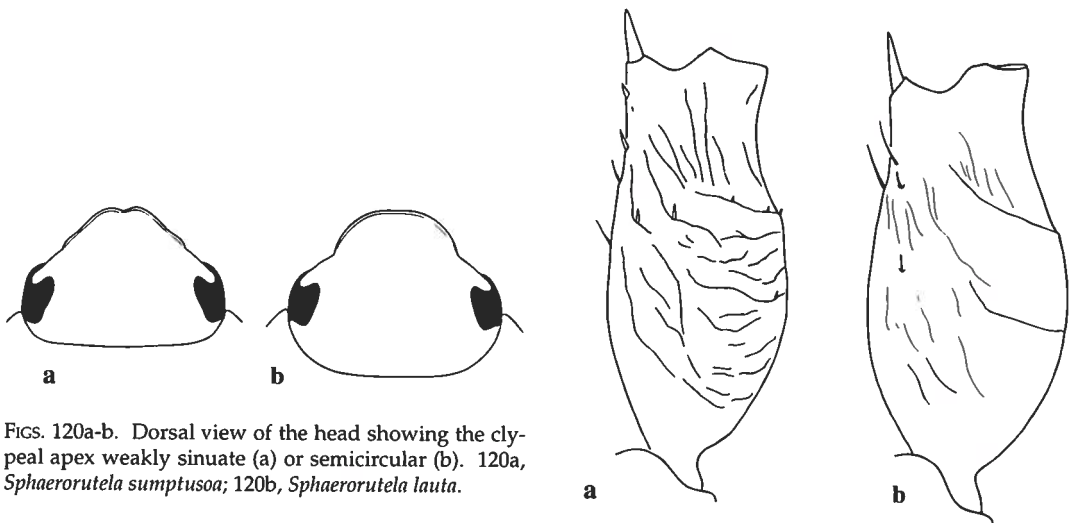 a
b
FIGS. 120a-b. Dorsal view of the head showing the cly-
peal apex weakly sinuate (a) or semicircular (b). 120a,
Sphaerorutela sumptusoa; 120b, Sphaerorutela lauta.
a
b